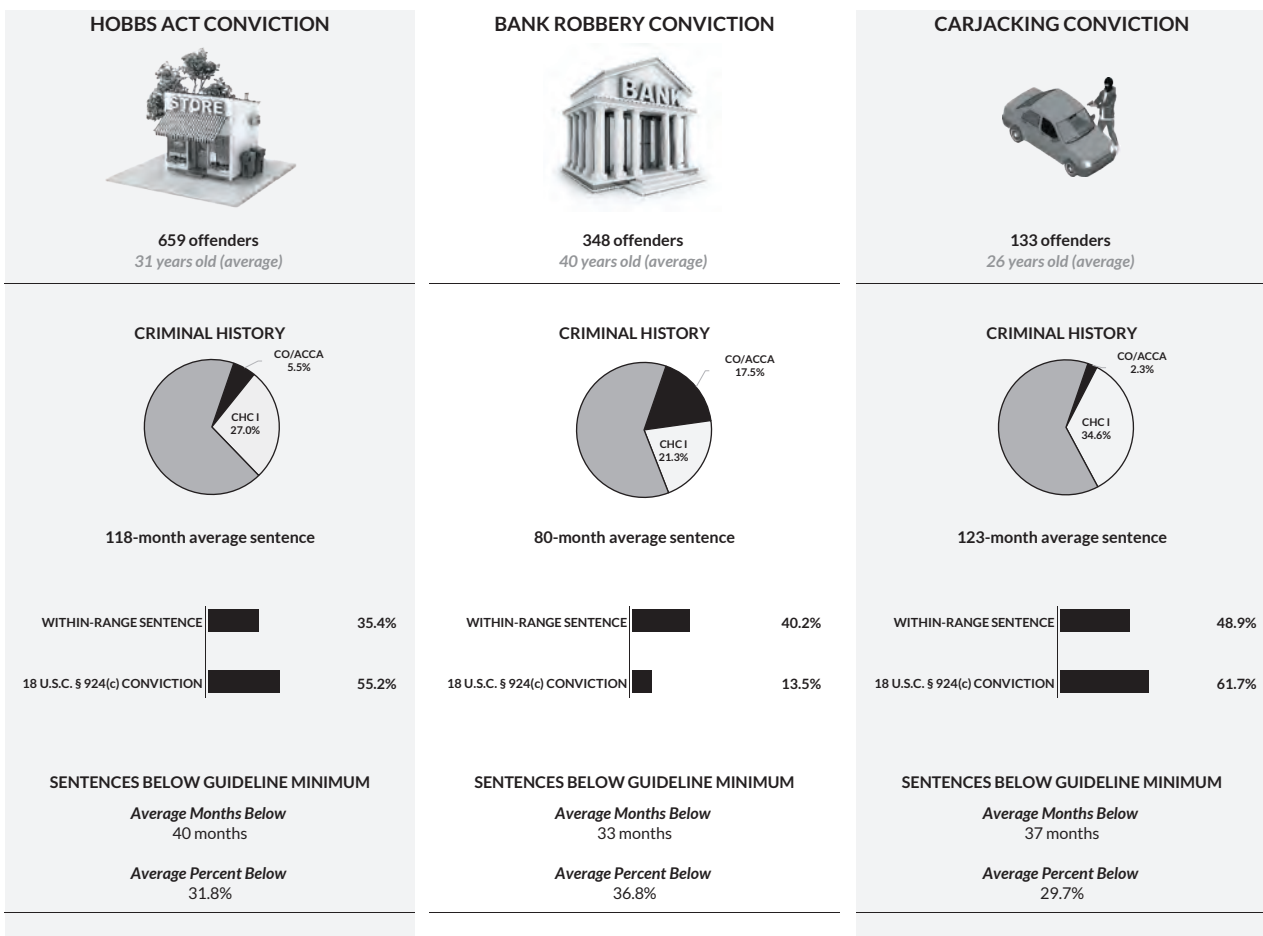 HOBBS ACT CONVICTION
STORE
659 offenders
31 years old (average)
CRIMINAL HISTORY
CO/ACCA
5.5%
CHC I
27.0%
118-month average sentence
WITHIN-RANGE SENTENCE 35.4%
18 U.S.C. § 924(c) CONVICTION 55.2%
SENTENCES BELOW GUIDELINE MINIMUM
Average Months Below
40 months
Average Percent Below
31.8%
BANK ROBBERY CONVICTION
BANK
348 offenders
40 years old (average)
CRIMINAL HISTORY
CO/ACCA
17.5%
CHC I
21.3%
80-month average sentence
WITHIN-RANGE SENTENCE 40.2%
18 U.S.C. § 924(c) CONVICTION 13.5%
SENTENCES BELOW GUIDELINE MINIMUM
Average Months Below
33 months
Average Percent Below
36.8%
CARJACKING CONVICTION
133 offenders
26 years old (average)
CRIMINAL HISTORY
CO/ACCA
2.3%
CHC I
34.6%
123-month average sentence
WITHIN-RANGE SENTENCE 48.9%
18 U.S.C. § 924(c) CONVICTION 61.7%
SENTENCES BELOW GUIDELINE MINIMUM
Average Months Below
37 months
Average Percent Below
29.7%